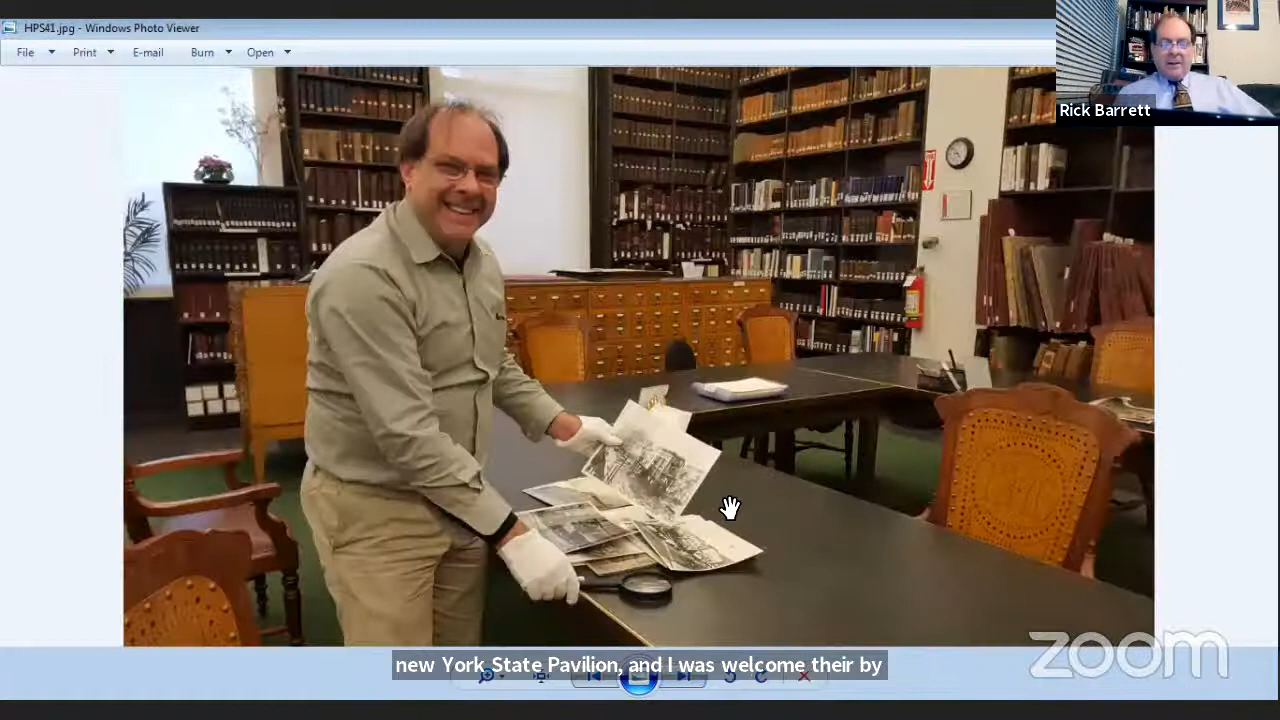 HPS41.jpg - Windows Photo Viewer
File Print E-mail Burn Open
Rick Barrett
new York State Pavilion, and I was welcome their by
zoom